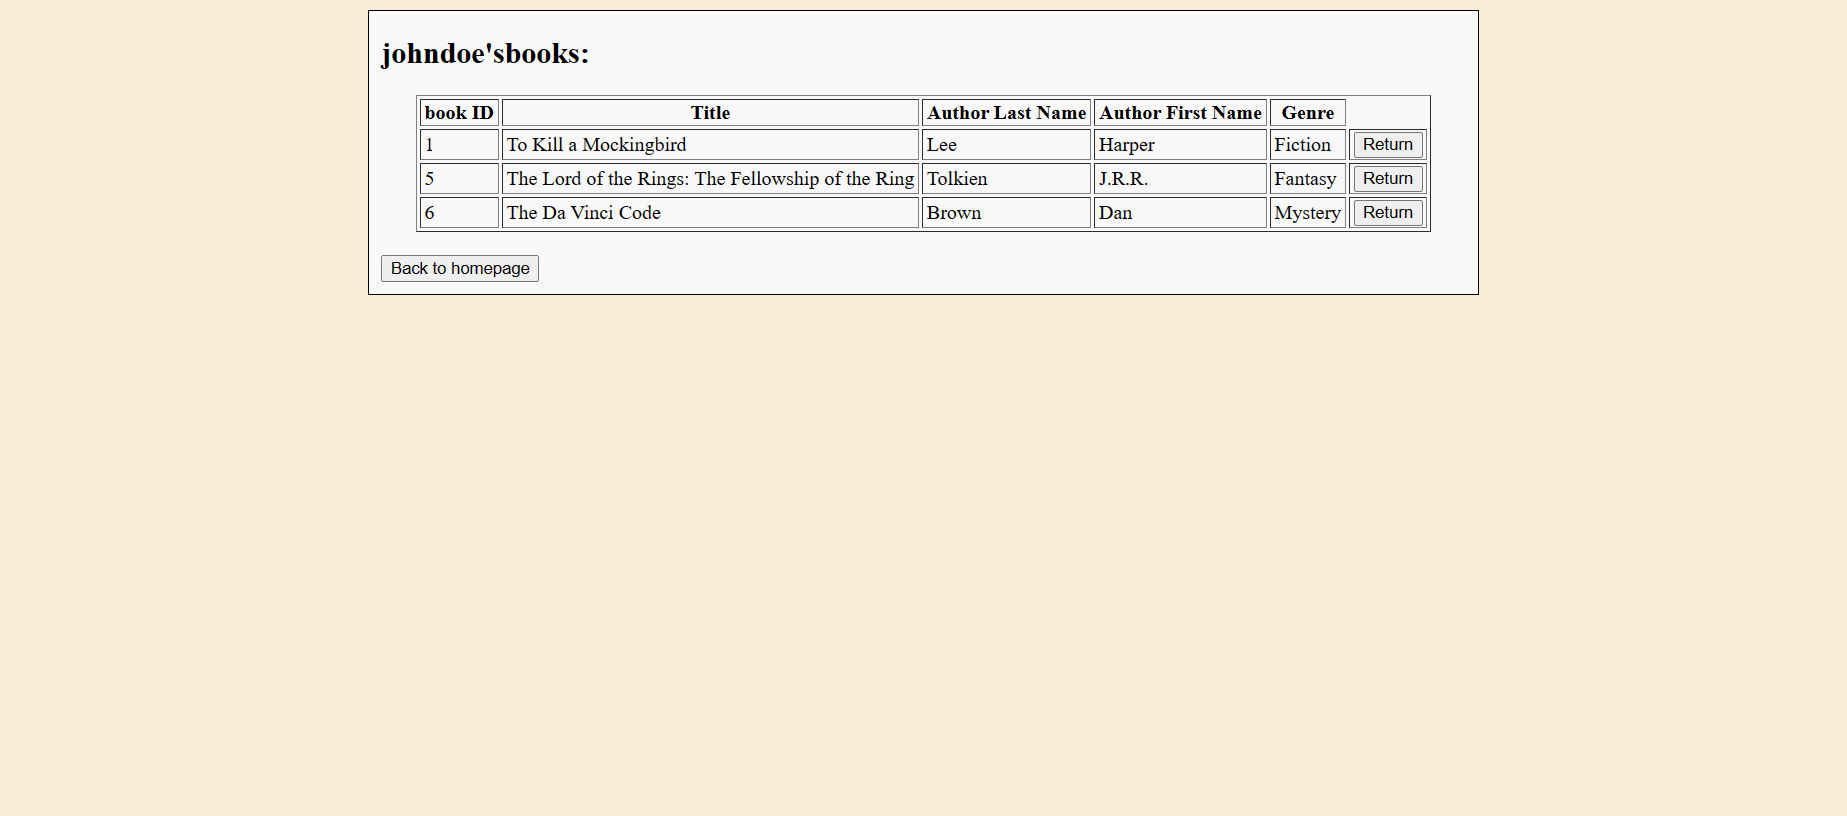 johndoe'sbooks:
book ID Title Author Last Name Author First Name Genre
1 To Kill a Mockingbird Lee Harper Fiction Return
5 The Lord of the Rings: The Fellowship of the Ring Tolkien J.R.R. Fantasy Return
6 The Da Vinci Code Brown Dan Mystery Return
Back to homepage